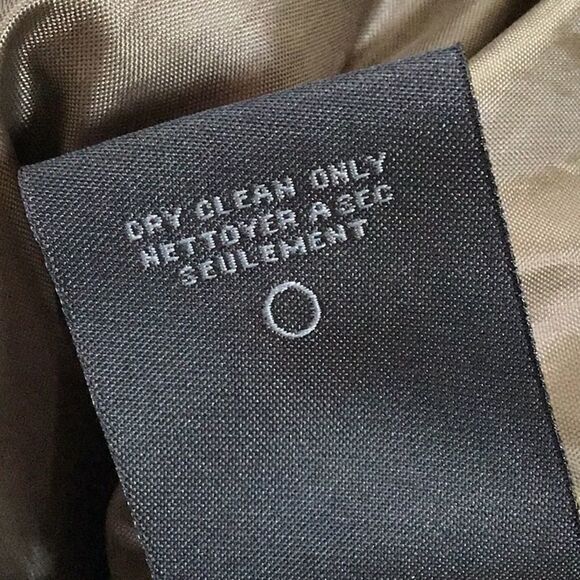 DRY CLEAN ONLY
NETTOYER A SEC
SEULEMENT